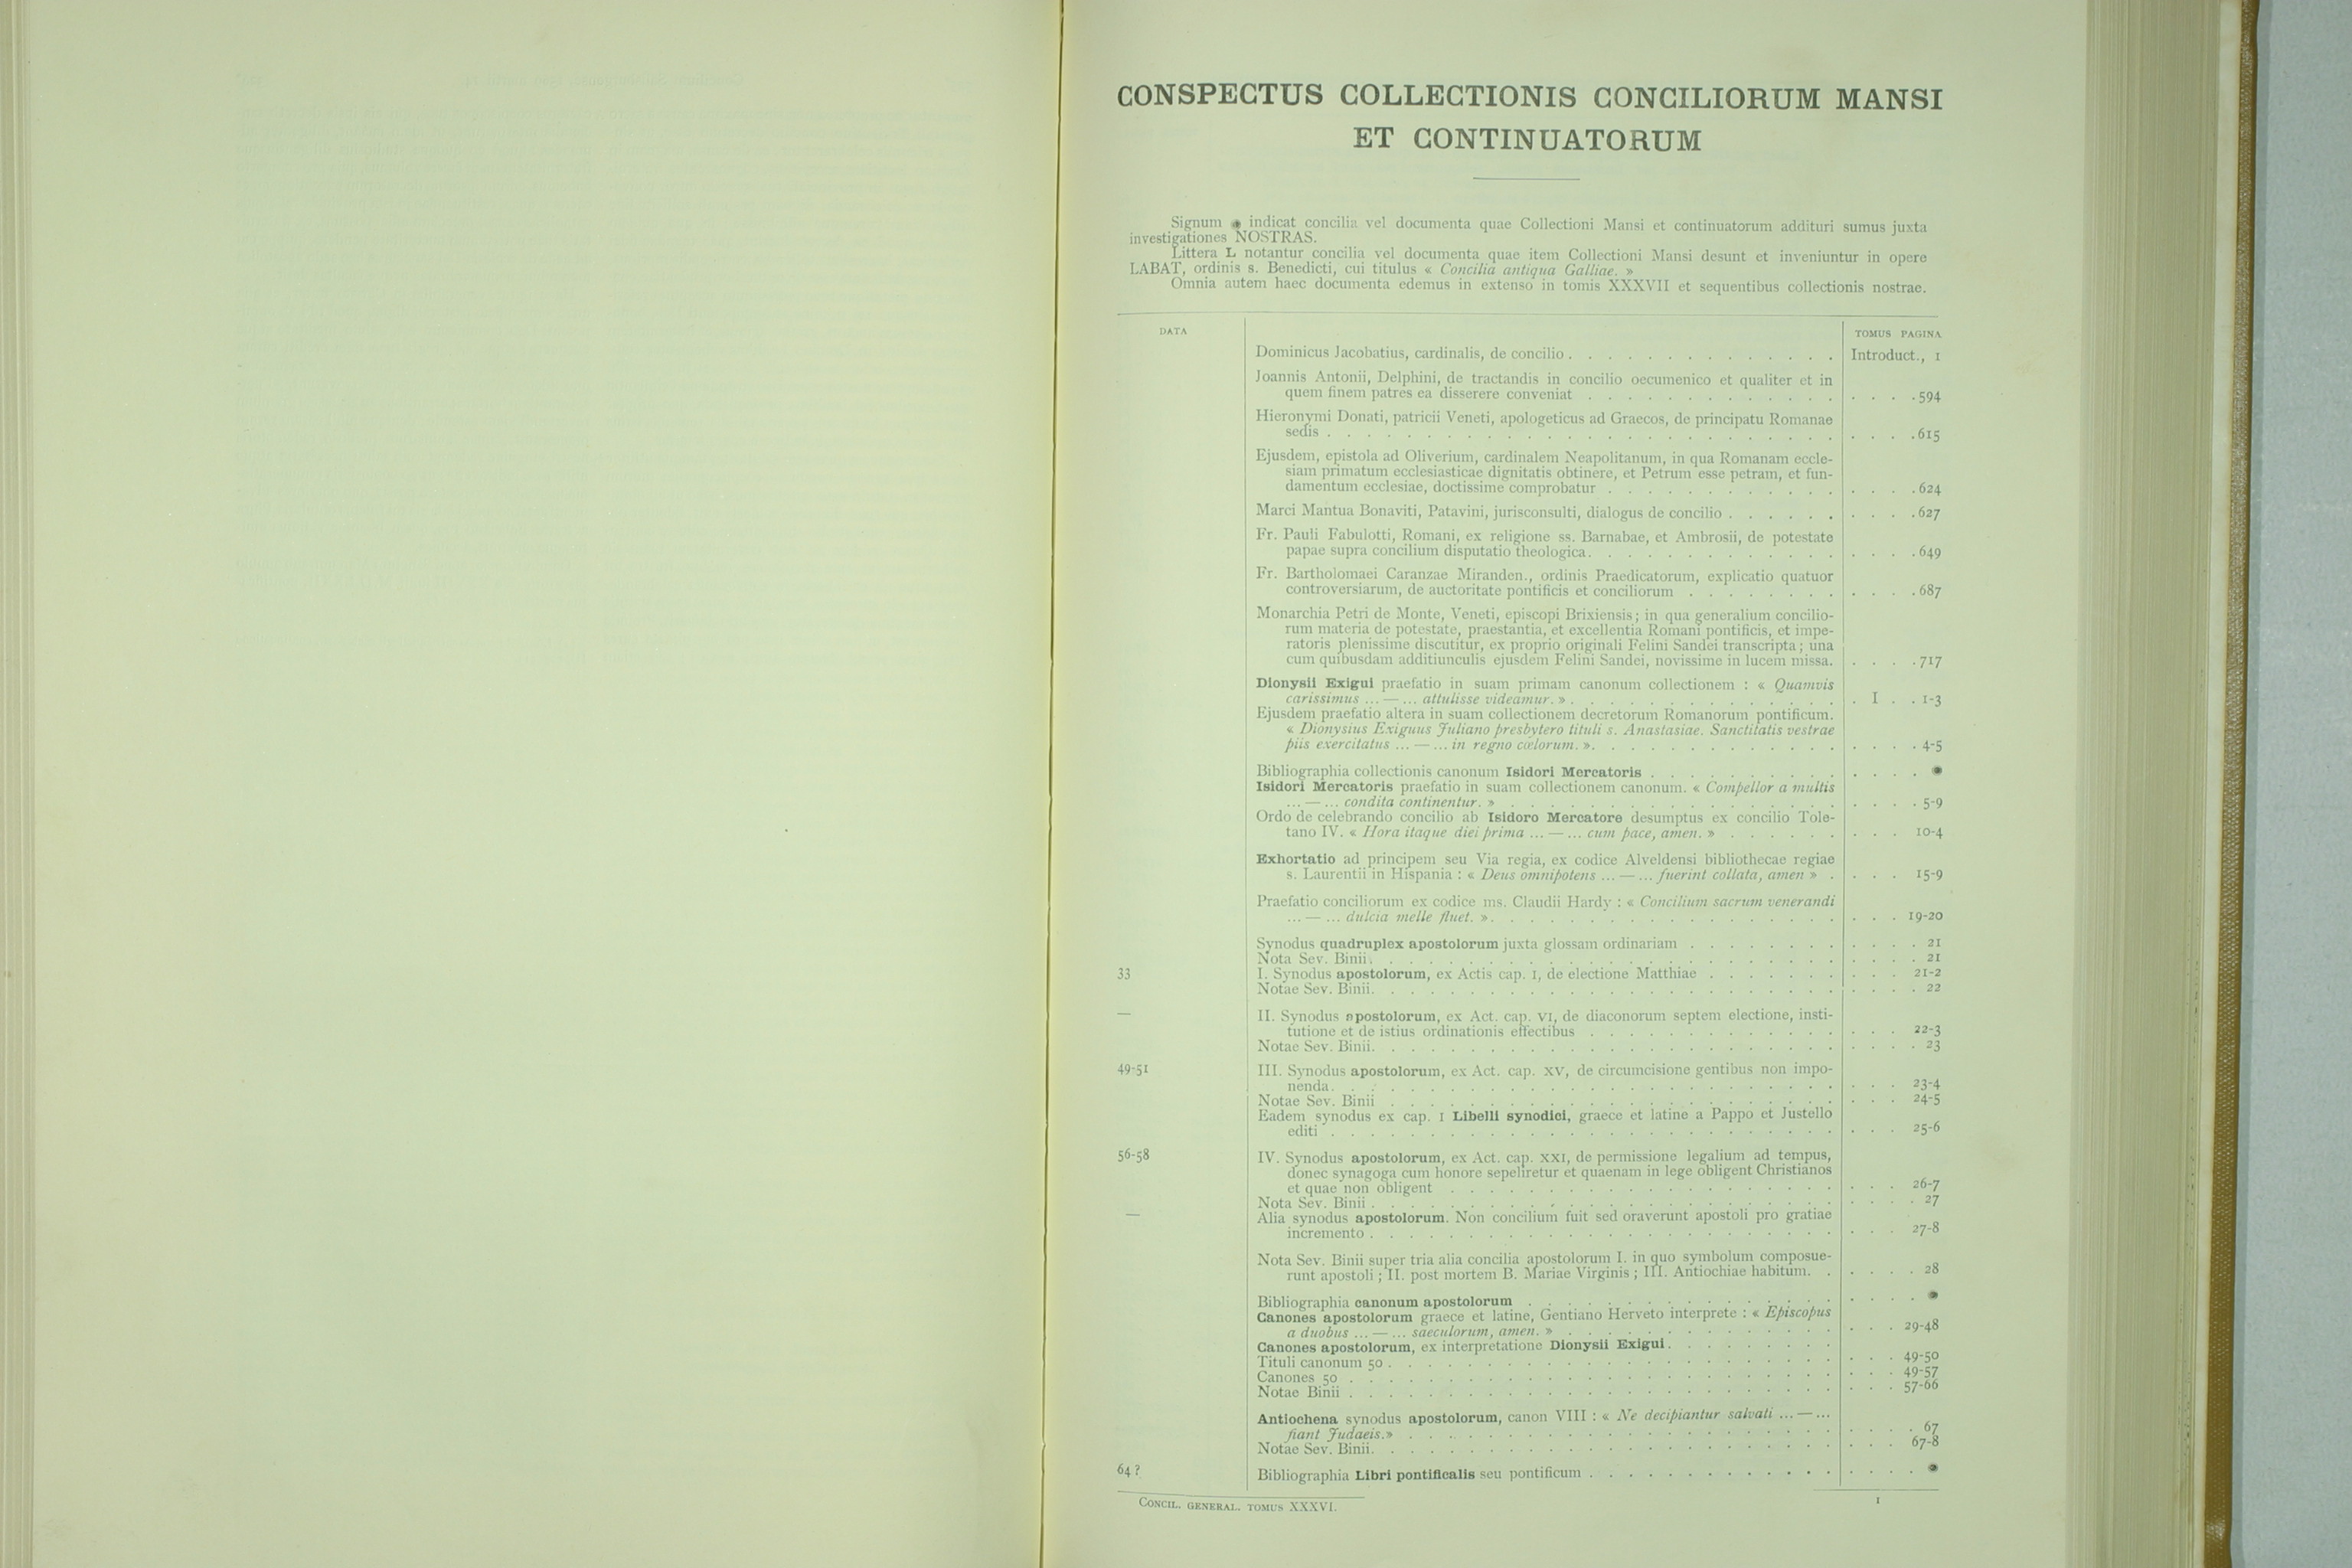 CONSPECTUS COLLECTIONIS CONCILIORUM MANSI
ET CONTINUATORUM
Signum ● indicat concilia vel documenta quae Collectioni Mansi et continuatorum addituri sumus juxta
investigationes NOSTRAS.
Littera L notantur concilia vel documenta quae item Collectioni Mansi desunt et inveniuntur in opere
LABAT, ordinis s. Benedicti, cui titulus « Concilia antiqua Galliae. »
Omnia autem haec documenta edemus in extenso in tomis XXXVII et sequentibus collectionis nostrae.
DATA TOMUS PAGINA
Dominicus Jacobatius, cardinalis, de concilio . . . . . . . . . . . . . . Introduct., 1
Joannis Antonii, Delphini, de tractandis in concilio oecumenico et qualiter et in
quem finem patres ea disserere conveniat . . . . . . . . . . . . . . . . . 594
Hieronymi Donati, patricii Veneti, apologeticus ad Graecos, de principatu Romanae
sedis . . . . . . . . . . . . . . . . . . . . . . . . . . . . . . 615
Ejusdem, epistola ad Oliverium, cardinalem Neapolitanum, in qua Romanam eccle-
siam primatum ecclesiasticae dignitatis obtinere, et Petrum esse petram, et fun-
damentum ecclesiae, doctissime comprobatur . . . . . . . . . . . . . . . . 624
Marci Mantua Bonaviti, Patavini, jurisconsulti, dialogus de concilio . . . . . . . . . . 627
Fr. Pauli Fabulotti, Romani, ex religione ss. Barnabae, et Ambrosii, de potestate
papae supra concilium disputatio theologica. . . . . . . . . . . . . . . . . . 649
Fr. Bartholomaei Caranzae Miranden., ordinis Praedicatorum, explicatio quatuor
controversiarum, de auctoritate pontificis et conciliorum . . . . . . . . . . . . 687
Monarchia Petri de Monte, Veneti, episcopi Brixiensis; in qua generalium concilio-
rum materia de potestate, praestantia, et excellentia Romani pontificis, et impe-
ratoris plenissime discutitur, ex proprio originali Felini Sandei transcripta; una
cum quibusdam additiunculis ejusdem Felini Sandei, novissime in lucem missa. . . . . 717
Dionysii Exigui praefatio in suam primam canonum collectionem : « Quamvis
carissimus ... — ... attulisse videamur. » . . . . . . . . . . . . . . . I . . 1-3
Ejusdem praefatio altera in suam collectionem decretorum Romanorum pontificum.
« Dionysius Exiguus Juliano presbytero tituli s. Anastasiae. Sanctitatis vestrae
piis exercitatus ... — ... in regno cœlorum. ». . . . . . . . . . . . . . . . . 4-5
Bibliographia collectionis canonum Isidori Mercatoris . . . . . . . . . . . . . . ●
Isidori Mercatoris praefatio in suam collectionem canonum. « Compellor a multis
... — ... condita continentur. » . . . . . . . . . . . . . . . . . . . . . 5-9
Ordo de celebrando concilio ab Isidoro Mercatore desumptus ex concilio Tole-
tano IV. « Hora itaque diei prima ... — ... cum pace, amen. » . . . . . . . . . 10-4
Exhortatio ad principem seu Via regia, ex codice Alveldensi bibliothecae regiae
s. Laurentii in Hispania : « Deus omnipotens ... — ... fuerint collata, amen » . . . . 15-9
Praefatio conciliorum ex codice ms. Claudii Hardy : « Concilium sacrum venerandi
... — ... dulcia melle fluet. ». . . . . . . . . . . . . . . . . . . . . . 19-20
Synodus quadruplex apostolorum juxta glossam ordinariam . . . . . . . . . . . . 21
Nota Sev. Binii. . . . . . . . . . . . . . . . . . . . . . . . . . . . 21
33 I. Synodus apostolorum, ex Actis cap. I, de electione Matthiae . . . . . . . . . . 21-2
Notae Sev. Binii. . . . . . . . . . . . . . . . . . . . . . . . . . . . 22
— II. Synodus apostolorum, ex Act. cap. VI, de diaconorum septem electione, insti-
tutione et de istius ordinationis effectibus . . . . . . . . . . . . . . . . 22-3
Notae Sev. Binii. . . . . . . . . . . . . . . . . . . . . . . . . . . . 23
49-51 III. Synodus apostolorum, ex Act. cap. XV, de circumcisione gentibus non impo-
nenda. . . . . . . . . . . . . . . . . . . . . . . . . . . . . 23-4
Notae Sev. Binii . . . . . . . . . . . . . . . . . . . . . . . . . . 24-5
Eadem synodus ex cap. I Libelli synodici, graece et latine a Pappo et Justello
editi . . . . . . . . . . . . . . . . . . . . . . . . . . . . . 25-6
56-58 IV. Synodus apostolorum, ex Act. cap. XXI, de permissione legalium ad tempus,
donec synagoga cum honore sepeliretur et quaenam in lege obligent Christianos
et quae non obligent . . . . . . . . . . . . . . . . . . . . . . . 26-7
Nota Sev. Binii . . . . . . . . . . . . . . . . . . . . . . . . . . . . 27
— Alia synodus apostolorum. Non concilium fuit sed oraverunt apostoli pro gratiae
incremento . . . . . . . . . . . . . . . . . . . . . . . . . . . 27-8
Nota Sev. Binii super tria alia concilia apostolorum I. in quo symbolum composue-
runt apostoli; II. post mortem B. Mariae Virginis; III. Antiochiae habitum. . . . . . 28
Bibliographia canonum apostolorum . . . . . . . . . . . . . . . . . . . . ●
Canones apostolorum graece et latine, Gentiano Herveto interprete : « Episcopus
a duobus ... — ... saeculorum, amen. » . . . . . . . . . . . . . . . . . 29-48
Canones apostolorum, ex interpretatione Dionysii Exigui . . . . . . . . .
Tituli canonum 50 . . . . . . . . . . . . . . . . . . . . . . . . . . 49-50
Canones 50 . . . . . . . . . . . . . . . . . . . . . . . . . . . . 49-57
Notae Binii . . . . . . . . . . . . . . . . . . . . . . . . . . . . 57-66
Antiochena synodus apostolorum, canon VIII : « Ne decipiantur salvati ... — ...
fiant Judaeis.» . . . . . . . . . . . . . . . . . . . . . . . . . . 67
Notae Sev. Binii. . . . . . . . . . . . . . . . . . . . . . . . . . . 67-8
64? Bibliographia Libri pontificalis seu pontificum . . . . . . . . . . . . . . . . . ●
CONCIL. GENERAL. TOMUS XXXVI. 1